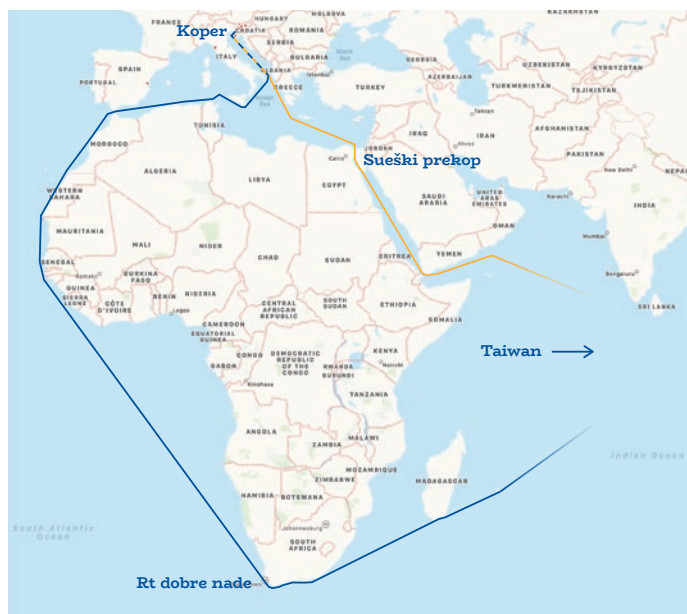 KAZAKHSTAN
MOLDOVA
FRANCE
HUNGARY
Koper
CROATIA
ROMANIA
SERBIA
BULGARIA
Black
Sea
GEORGIA
UZBEKISTAN
KYRGYZSTAN
ITALY
ALBANIA
Istanbul
AZERBAIJAN
TURKMENISTAN
TAJIKISTAN
SPAIN
PORTUGAL
GREECE
TURKEY
Ionian
Sea
Tehran
TUNISIA
IRAQ
IRAN
AFGHANISTAN
MOROCCO
Cairo
JORDAN
Sueški prekop
PAKISTAN
New Delhi
NEPAL
ALGERIA
LIBYA
EGYPT
WESTERN
SAHARA
SAUDI
ARABIA
UNITED
ARAB
EMIRATES
Karachi
INDIA
OMAN
MAURITANIA
MALI
NIGER
Mumbai
CHAD
SUDAN
ERITREA
YEMEN
SENEGAL
Bamako
BURKINA
FASO
Bengaluru
GUINEA
SIERRA
LEONE
CÔTE
D'IVOIRE
BENIN
NIGERIA
Lagos
CENTRAL
AFRICAN
REPUBLIC
SOUTH
SUDAN
ETHIOPIA
SRI LANKA
SOMALIA
CAMEROON
EQUATORIAL
GUINEA
GABON
CONGO
DEMOCRATIC
REPUBLIC
OF THE
CONGO
RWANDA
BURUNDI
KENYA
Nairobi
Taiwan
Kinshasa
TANZANIA
ANGOLA
ZAMBIA
MALAWI
MOZAMBIQUE
ZIMBABWE
MADAGASCAR
Indian Ocean
NAMIBIA
BOTSWANA
Johannesburg
South Atlantic
Ocean
SOUTH
AFRICA
Rt dobre nade